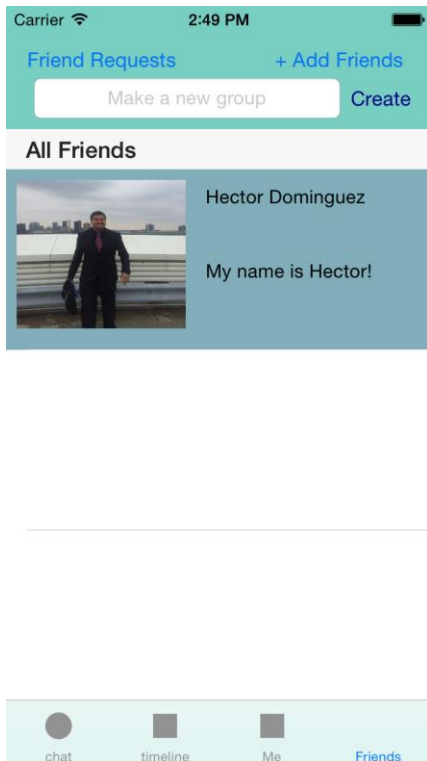 Carrier 2:49 PM
Friend Requests + Add Friends
Make a new group Create
All Friends
Hector Dominguez
My name is Hector!
chat timeline Me Friends